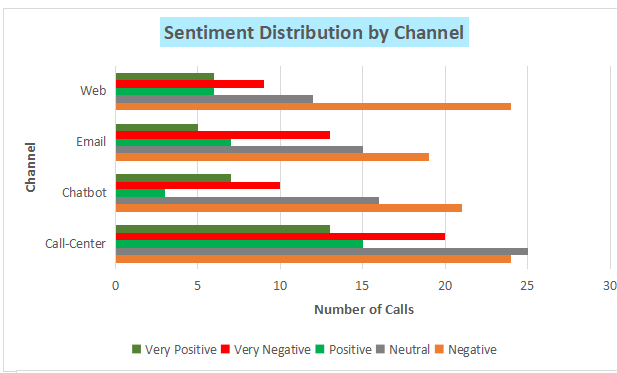 Sentiment Distribution by Channel
Web
Email
Chatbot
Call-Center
Channel
0 5 10 15 20 25 30
Number of Calls
Very Positive Very Negative Positive Neutral Negative